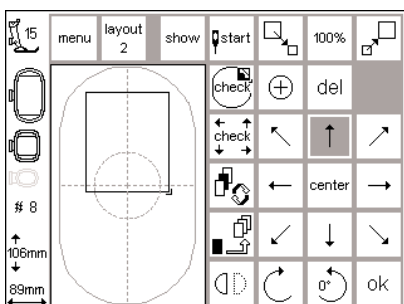 15 menu layout 2 show start 100%
check del
check
center
# 8
106mm
0°
89mm ok